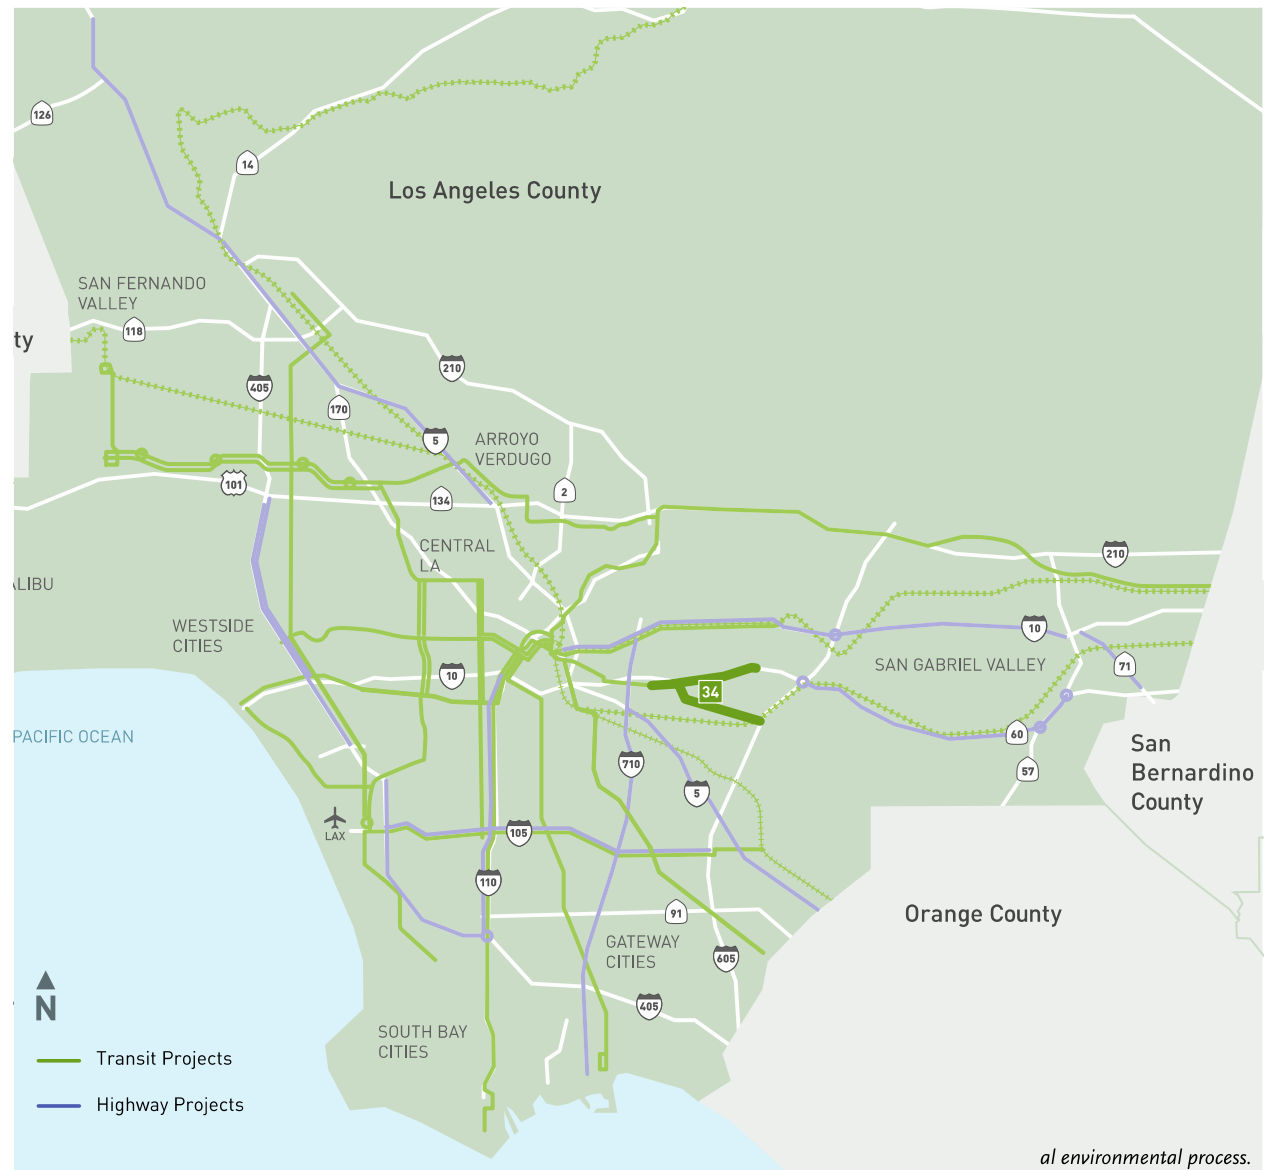 126
14
Los Angeles County
SAN FERNANDO
VALLEY
118
ty
210
405
170
5
ARROYO
VERDUGO
101
134
2
CENTRAL
LA
210
ALIBU
WESTSIDE
CITIES
10
10
SAN GABRIEL VALLEY
71
34
PACIFIC OCEAN
60
San
Bernardino
County
57
710
5
LAX
105
110
91
Orange County
GATEWAY
CITIES
605
405
N
SOUTH BAY
CITIES
Transit Projects
Highway Projects
al environmental process.